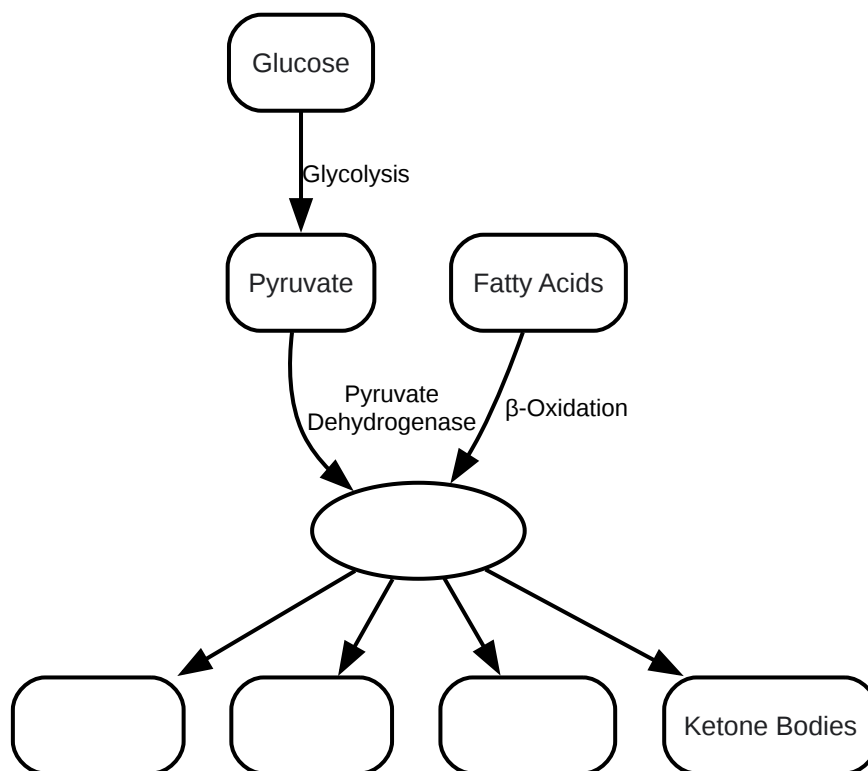 Glucose
Glycolysis
Pyruvate
Fatty Acids
Pyruvate
Dehydrogenase
β-Oxidation
Ketone Bodies